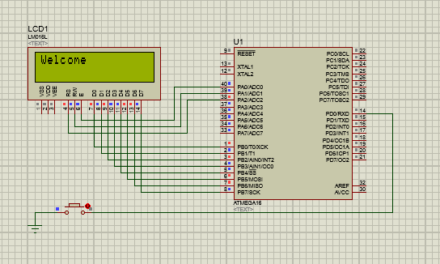 LCD1
LM016L
<TEXT>
Welcome
VSS
VDD
VEE
RS
RW
E
D0
D1
D2
D3
D4
D5
D6
D7
U1
9
RESET
13
XTAL1
12
XTAL2
40
PA0/ADC0
39
PA1/ADC1
38
PA2/ADC2
37
PA3/ADC3
36
PA4/ADC4
35
PA5/ADC5
34
PA6/ADC6
33
PA7/ADC7
1
PB0/T0/XCK
2
PB1/T1
3
PB2/AIN0/INT2
4
PB3/AIN1/OC0
5
PB4/SS
6
PB5/MOSI
7
PB6/MISO
8
PB7/SCK
PC0/SCL
22
PC1/SDA
23
PC2/TCK
24
PC3/TMS
25
PC4/TDO
26
PC5/TDI
27
PC6/TOSC1
28
PC7/TOSC2
29
PD0/RXD
14
PD1/TXD
15
PD2/INT0
16
PD3/INT1
17
PD4/OC1B
18
PD5/OC1A
19
PD6/ICP1
20
PD7/OC2
21
AREF
32
AVCC
30
ATMEGA16
<TEXT>